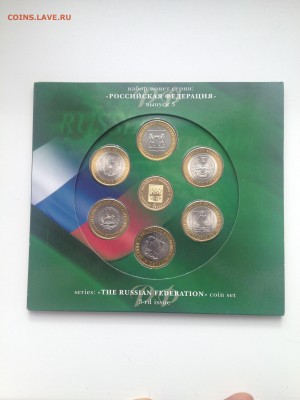 COINS.LAVE.RU
набор монет серии:
«РОССИЙСКАЯ ФЕДЕРАЦИЯ»
выпуск 3
series: «THE RUSSIAN FEDERATION» coin set
3-rd issue